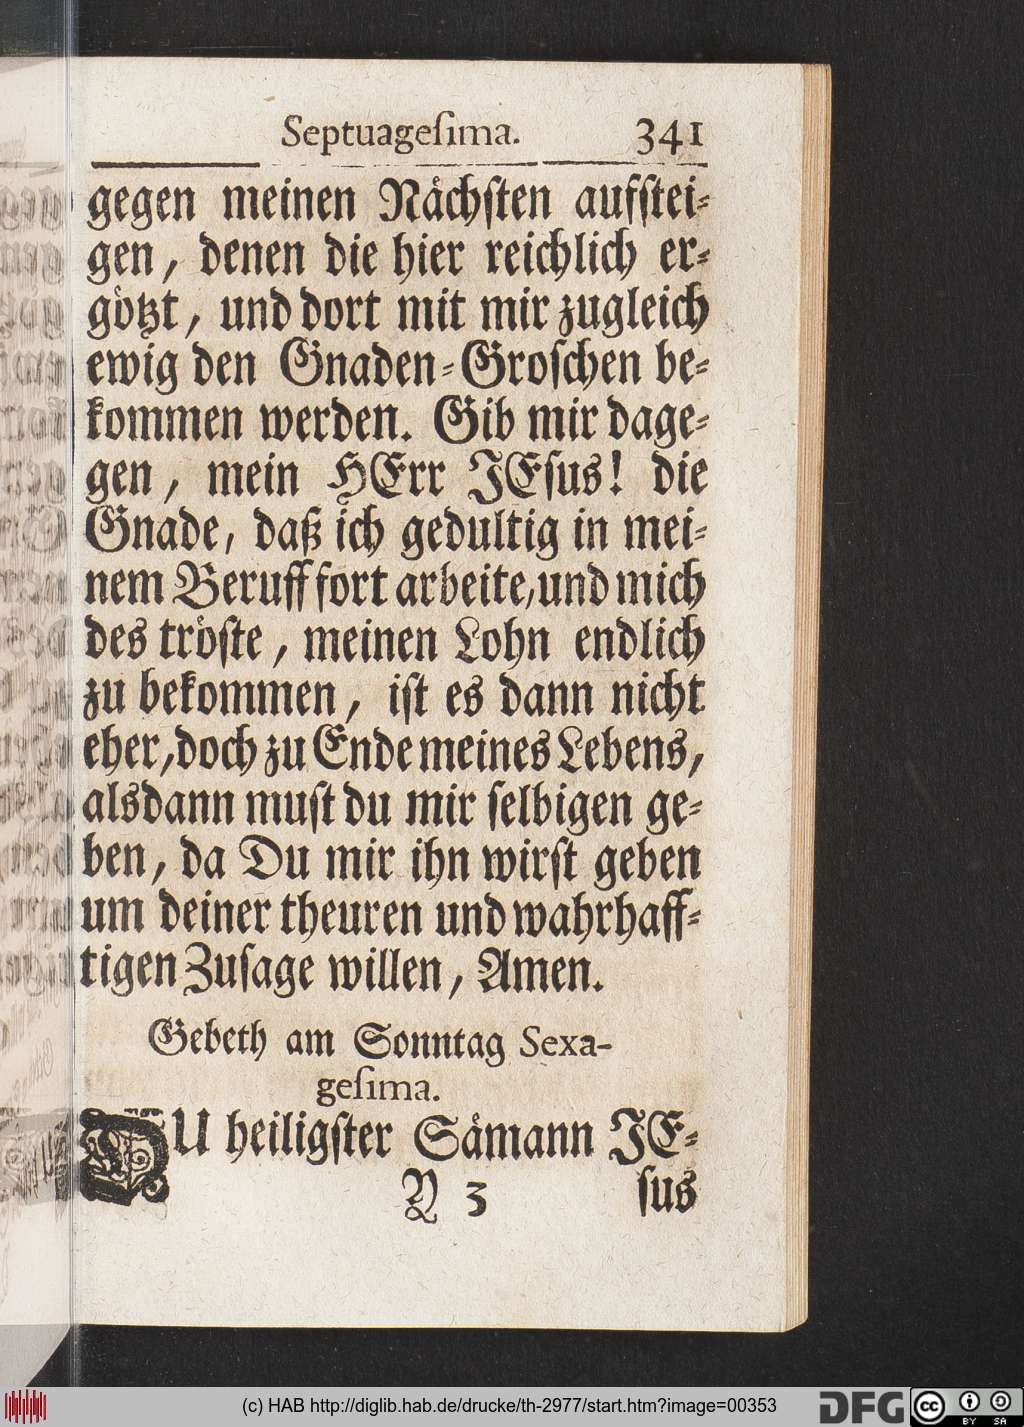 Septuageſima. 341
gegen meinen Nächſten aufſtei-
gen, denen die hier reichlich er-
götzt, und dort mit mir zugleich
ewig den Gnaden-Groſchen be-
kommen werden. Gib mir dage-
gen, mein HErr JEſus! die
Gnade, daß ich gedultig in mei-
nem Beruff fort arbeite, und mich
des tröſte, meinen Lohn endlich
zu bekommen, iſt es dann nicht
eher, doch zu Ende meines Lebens,
alsdann muſt du mir ſelbigen ge-
ben, da Du mir ihn wirſt geben
um deiner theuren und wahrhaff-
tigen Zuſage willen, Amen.
Gebeth am Sonntag Sexa-
geſima.
DU heiligſter Sämann JE-
Y 3 ſus
(c) HAB http://diglib.hab.de/drucke/th-2977/start.htm?image=00353
DFG cc BY SA